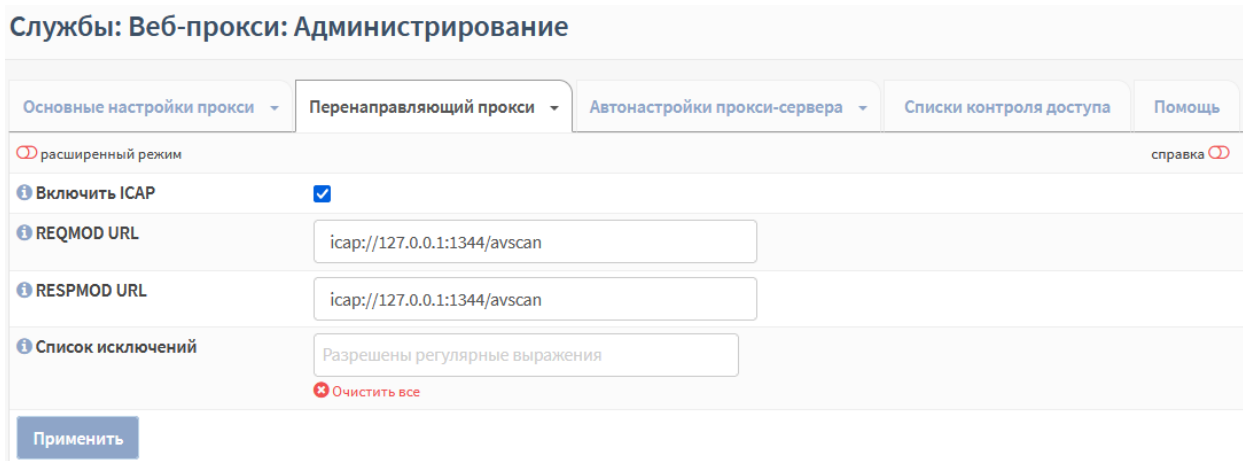 Службы: Веб-прокси: Администрирование
Основные настройки прокси Перенаправляющий прокси Автонастройки прокси-сервера Списки контроля доступа Помощь
расширенный режим справка
Включить ICAP
REQMOD URL icap://127.0.0.1:1344/avscan
RESPMOD URL icap://127.0.0.1:1344/avscan
Список исключений Разрешены регулярные выражения
Очистить все
Применить